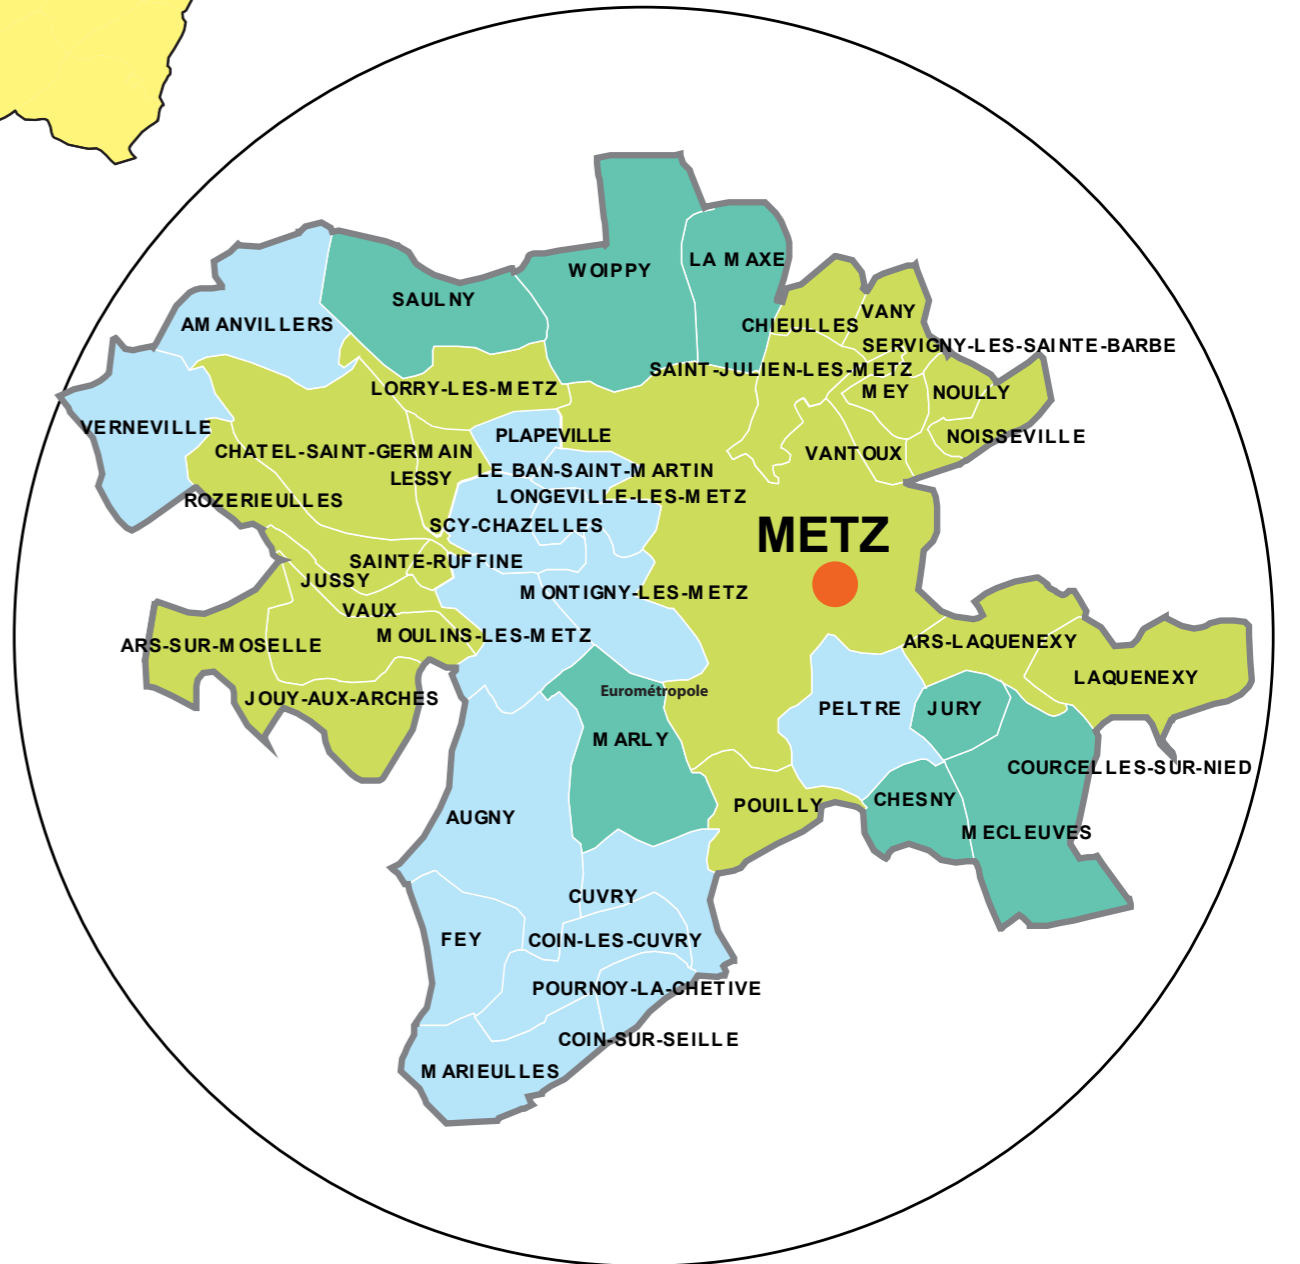 WOIPPY
LA MAXE
SAULNY
VANY
AMANVILLERS
CHIEULLES
SERVIGNY-LES-SAINTE-BARBE
SAINT-JULIEN-LES-METZ
LORRY-LES-METZ
MEY
NOULLY
VERNEVILLE
PLAPEVILLE
NOISSEVILLE
CHATEL-SAINT-GERMAIN
VANTOUX
LE BAN-SAINT-MARTIN
LESSY
LONGEVILLE-LES-METZ
ROZERIEULLES
SCY-CHAZELLES
METZ
SAINTE-RUFFINE
JUSSY
MONTIGNY-LES-METZ
VAUX
MOULINS-LES-METZ
ARS-SUR-MOSELLE
ARS-LAQUENEXY
LAQUENEXY
Eurométropole
JOUY-AUX-ARCHES
PELTRE
JURY
MARLY
COURCELLES-SUR-NIED
CHESNY
POUILLY
AUGNY
MECLEUVES
CUVRY
FEY
COIN-LES-CUVRY
POURNOY-LA-CHETIVE
COIN-SUR-SEILLE
MARIEULLES